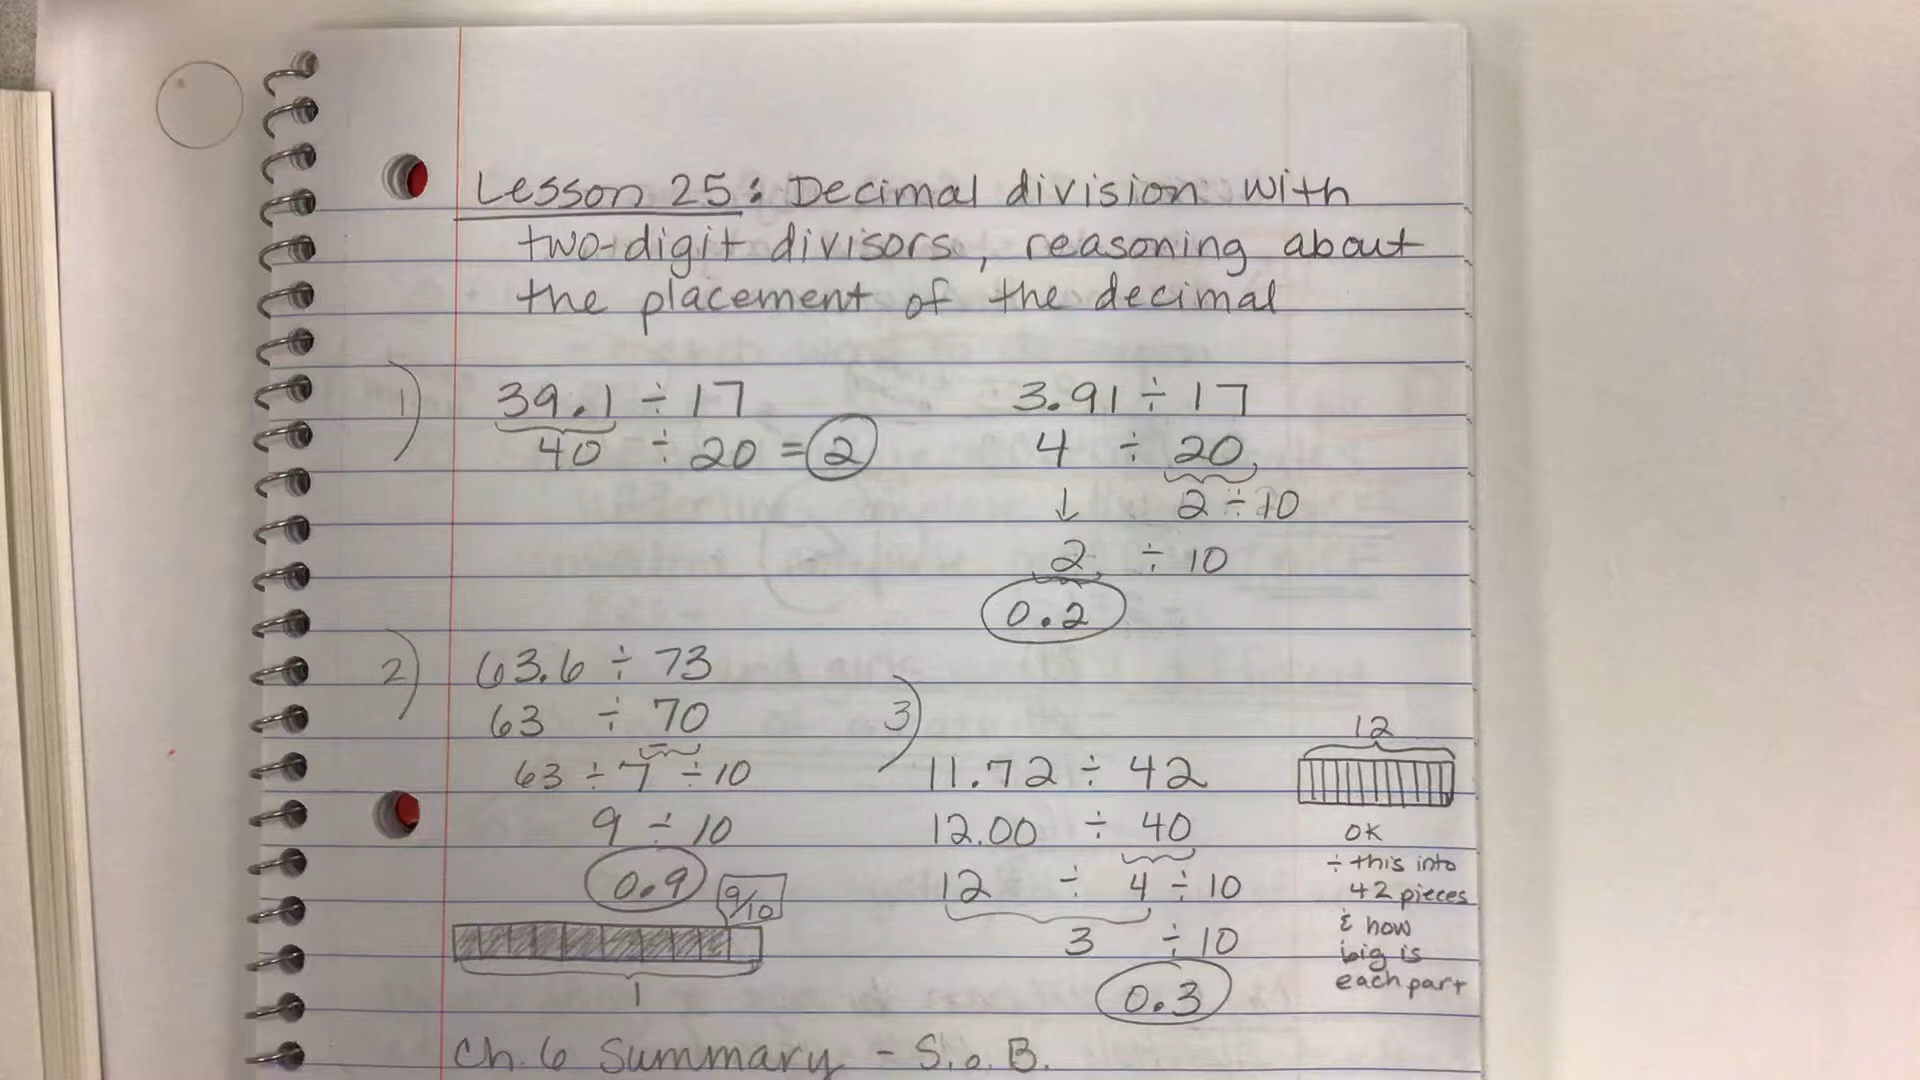 Lesson 25: Decimal division with
two-digit divisors, reasoning about
the placement of the decimal
1)
39.1 ÷ 17
40 ÷ 20 = 2
3.91 ÷ 17
4 ÷ 20
↓ 2 ÷ 10
2 ÷ 10
0.2
2)
63.6 ÷ 73
63 ÷ 70
63 ÷ 7 ÷ 10
9 ÷ 10
0.9
9/10
1
3)
11.72 ÷ 42
12.00 ÷ 40
12 ÷ 4 ÷ 10
3 ÷ 10
0.3
12
OK
÷ this into
42 pieces
& how
big is
each part
Ch. 6 Summary - S.o.B.